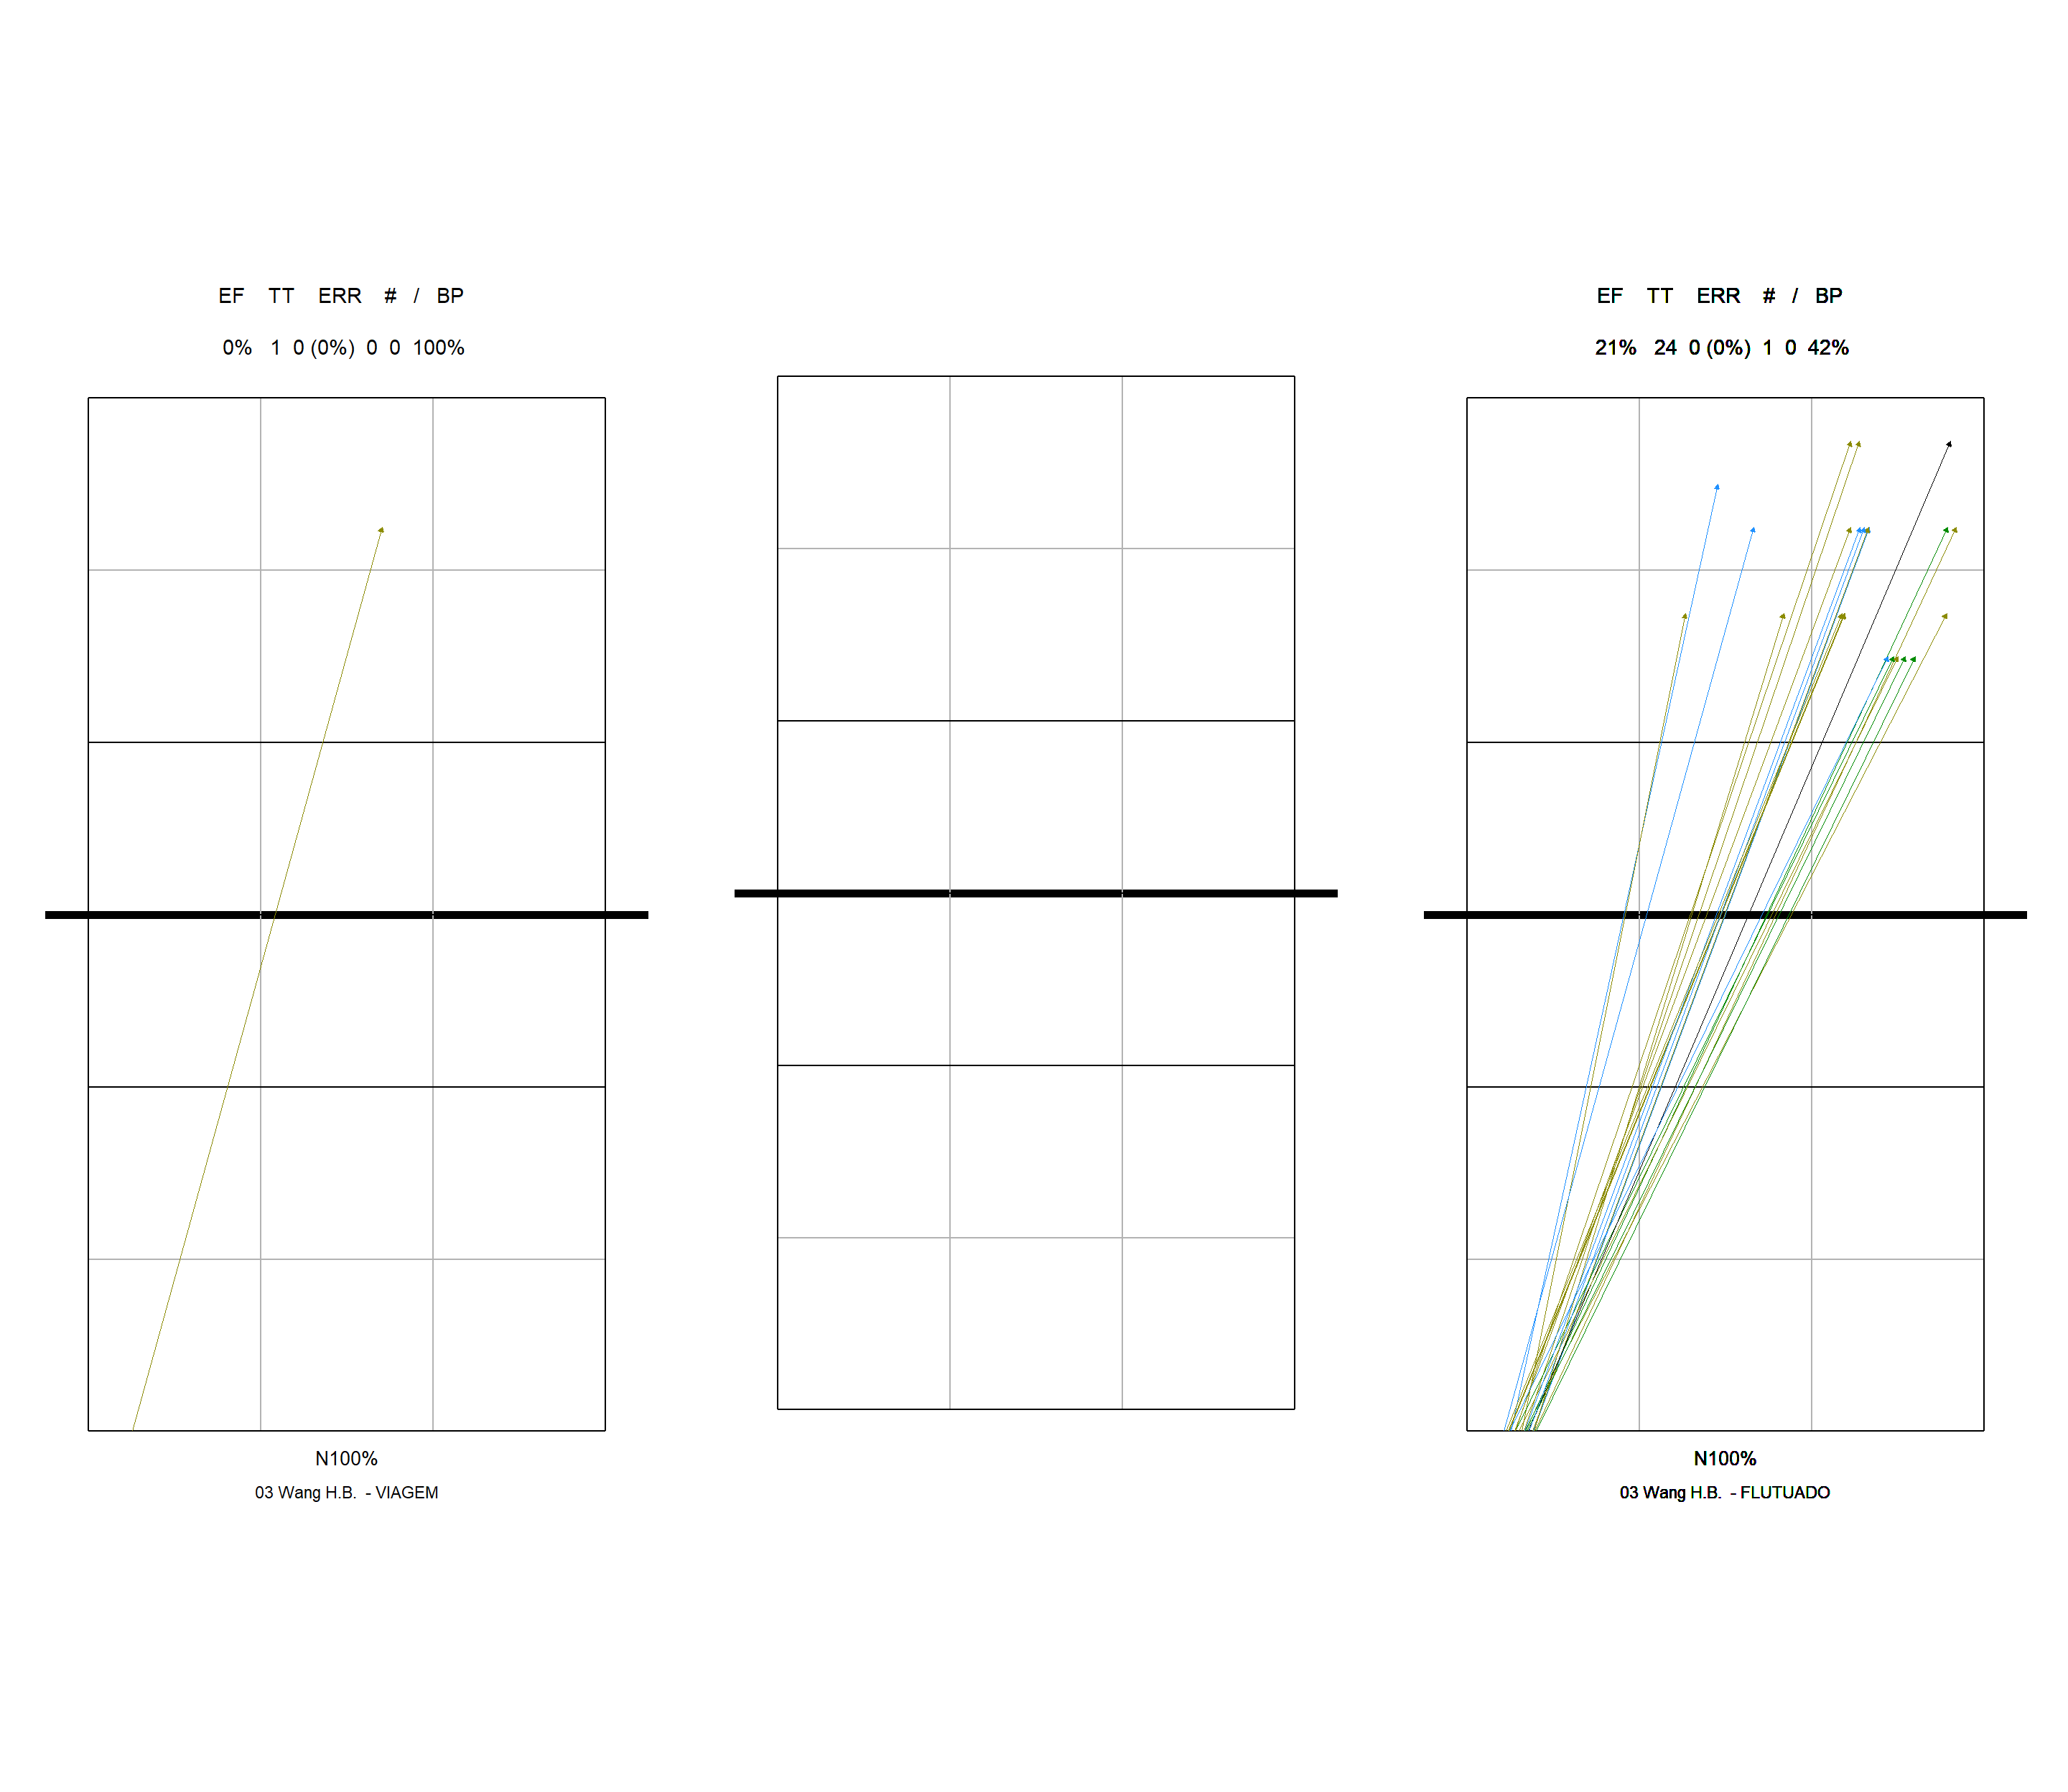 EF TT ERR # / BP
0% 1 0 (0%) 0 0 100%
N100%
03 Wang H.B. - VIAGEM
EF TT ERR # / BP
21% 24 0 (0%) 1 0 42%
N100%
03 Wang H.B. - FLUTUADO